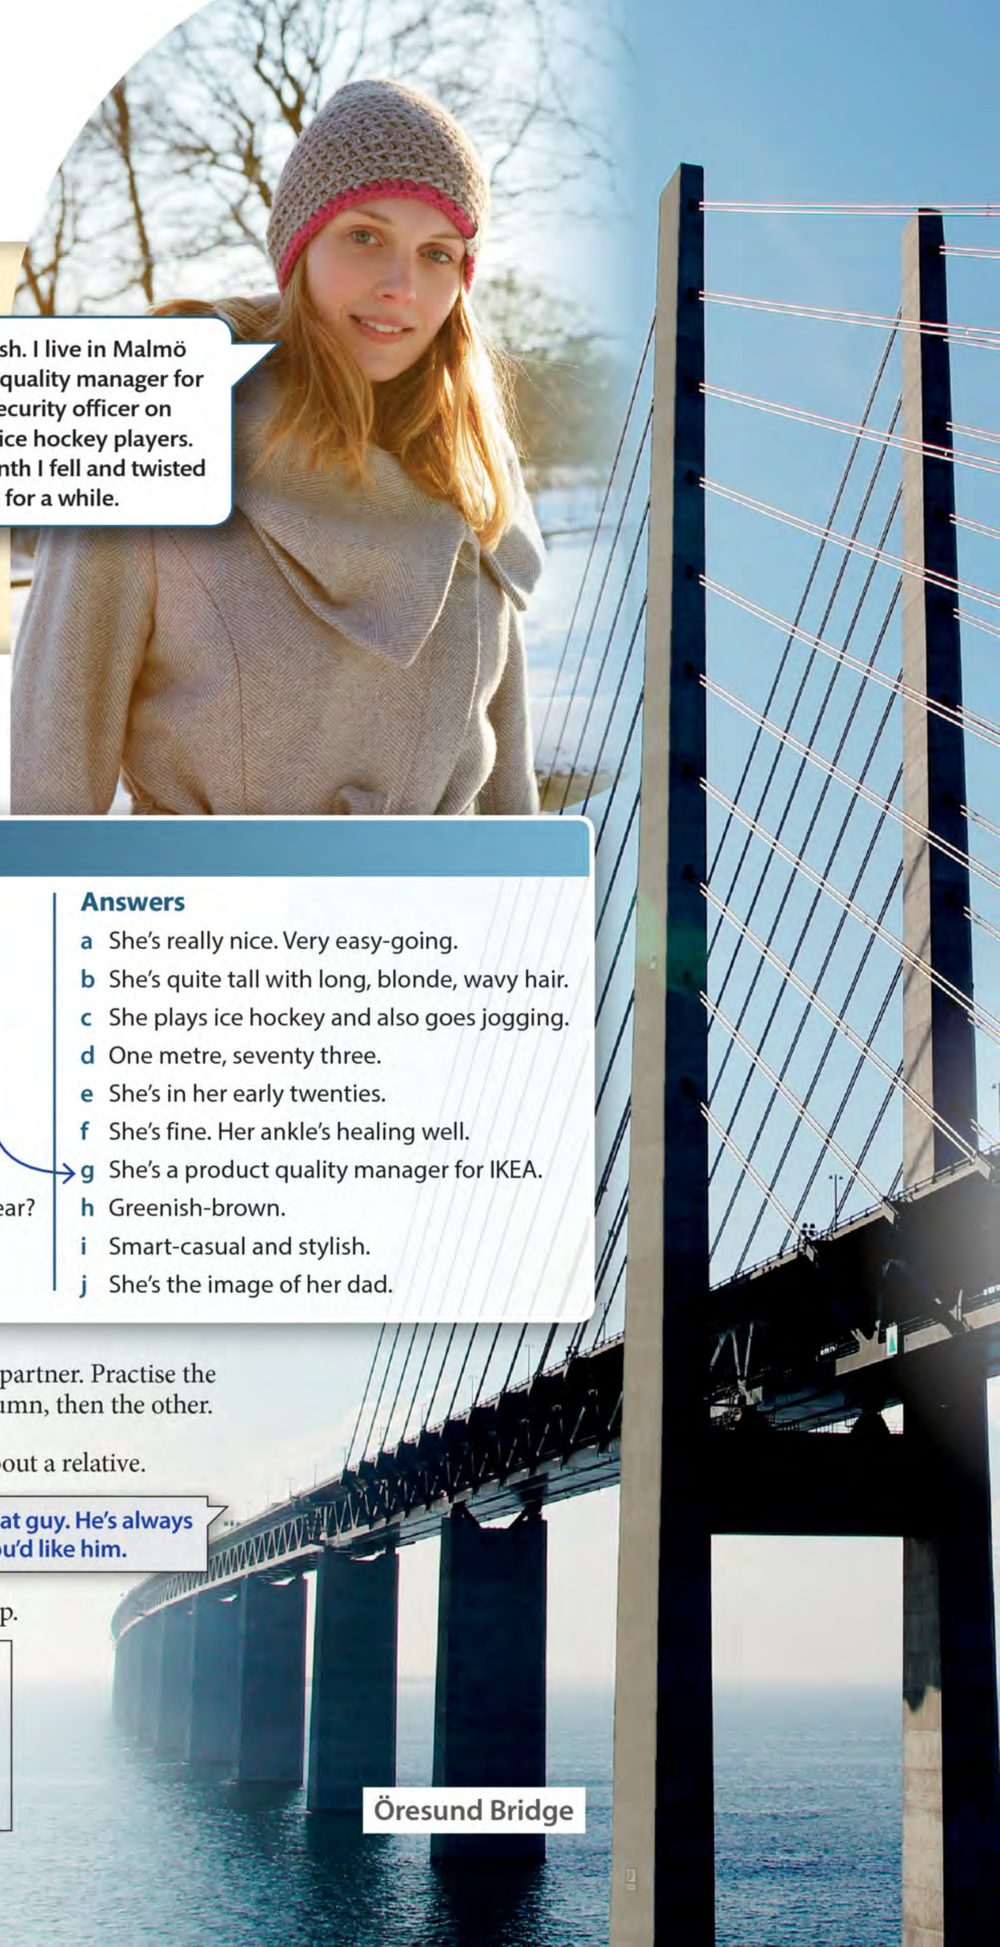 sh. I live in Malmö
quality manager for
ecurity officer on
ice hockey players.
nth I fell and twisted
for a while.
Answers
a She's really nice. Very easy-going.
b She's quite tall with long, blonde, wavy hair.
c She plays ice hockey and also goes jogging.
d One metre, seventy three.
e She's in her early twenties.
f She's fine. Her ankle's healing well.
g She's a product quality manager for IKEA.
ear?
h Greenish-brown.
i Smart-casual and stylish.
j She's the image of her dad.
partner. Practise the
umn, then the other.
out a relative.
at guy. He's always
u'd like him.
p.
Öresund Bridge